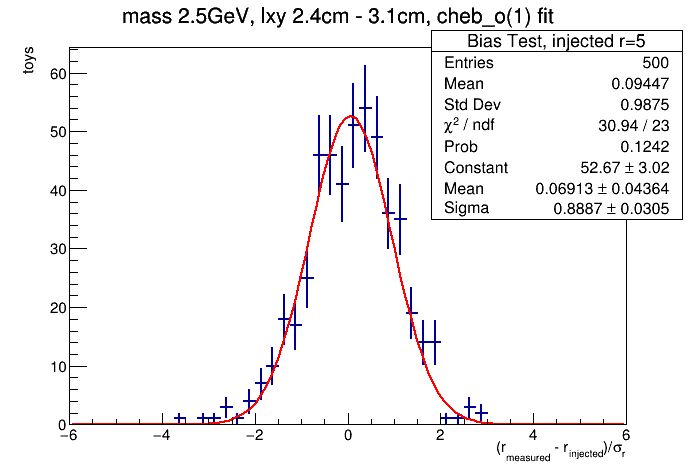 mass 2.5GeV, lxy 2.4cm - 3.1cm, cheb_o(1) fit
toys
Bias Test, injected r=5
Entries 500
Mean 0.09447
Std Dev 0.9875
χ² / ndf 30.94 / 23
Prob 0.1242
Constant 52.67 ± 3.02
Mean 0.06913 ± 0.04364
Sigma 0.8887 ± 0.0305
60
50
40
30
20
10
0
−6 −4 −2 0 2 4 6
(r_measured - r_injected)/σ_r